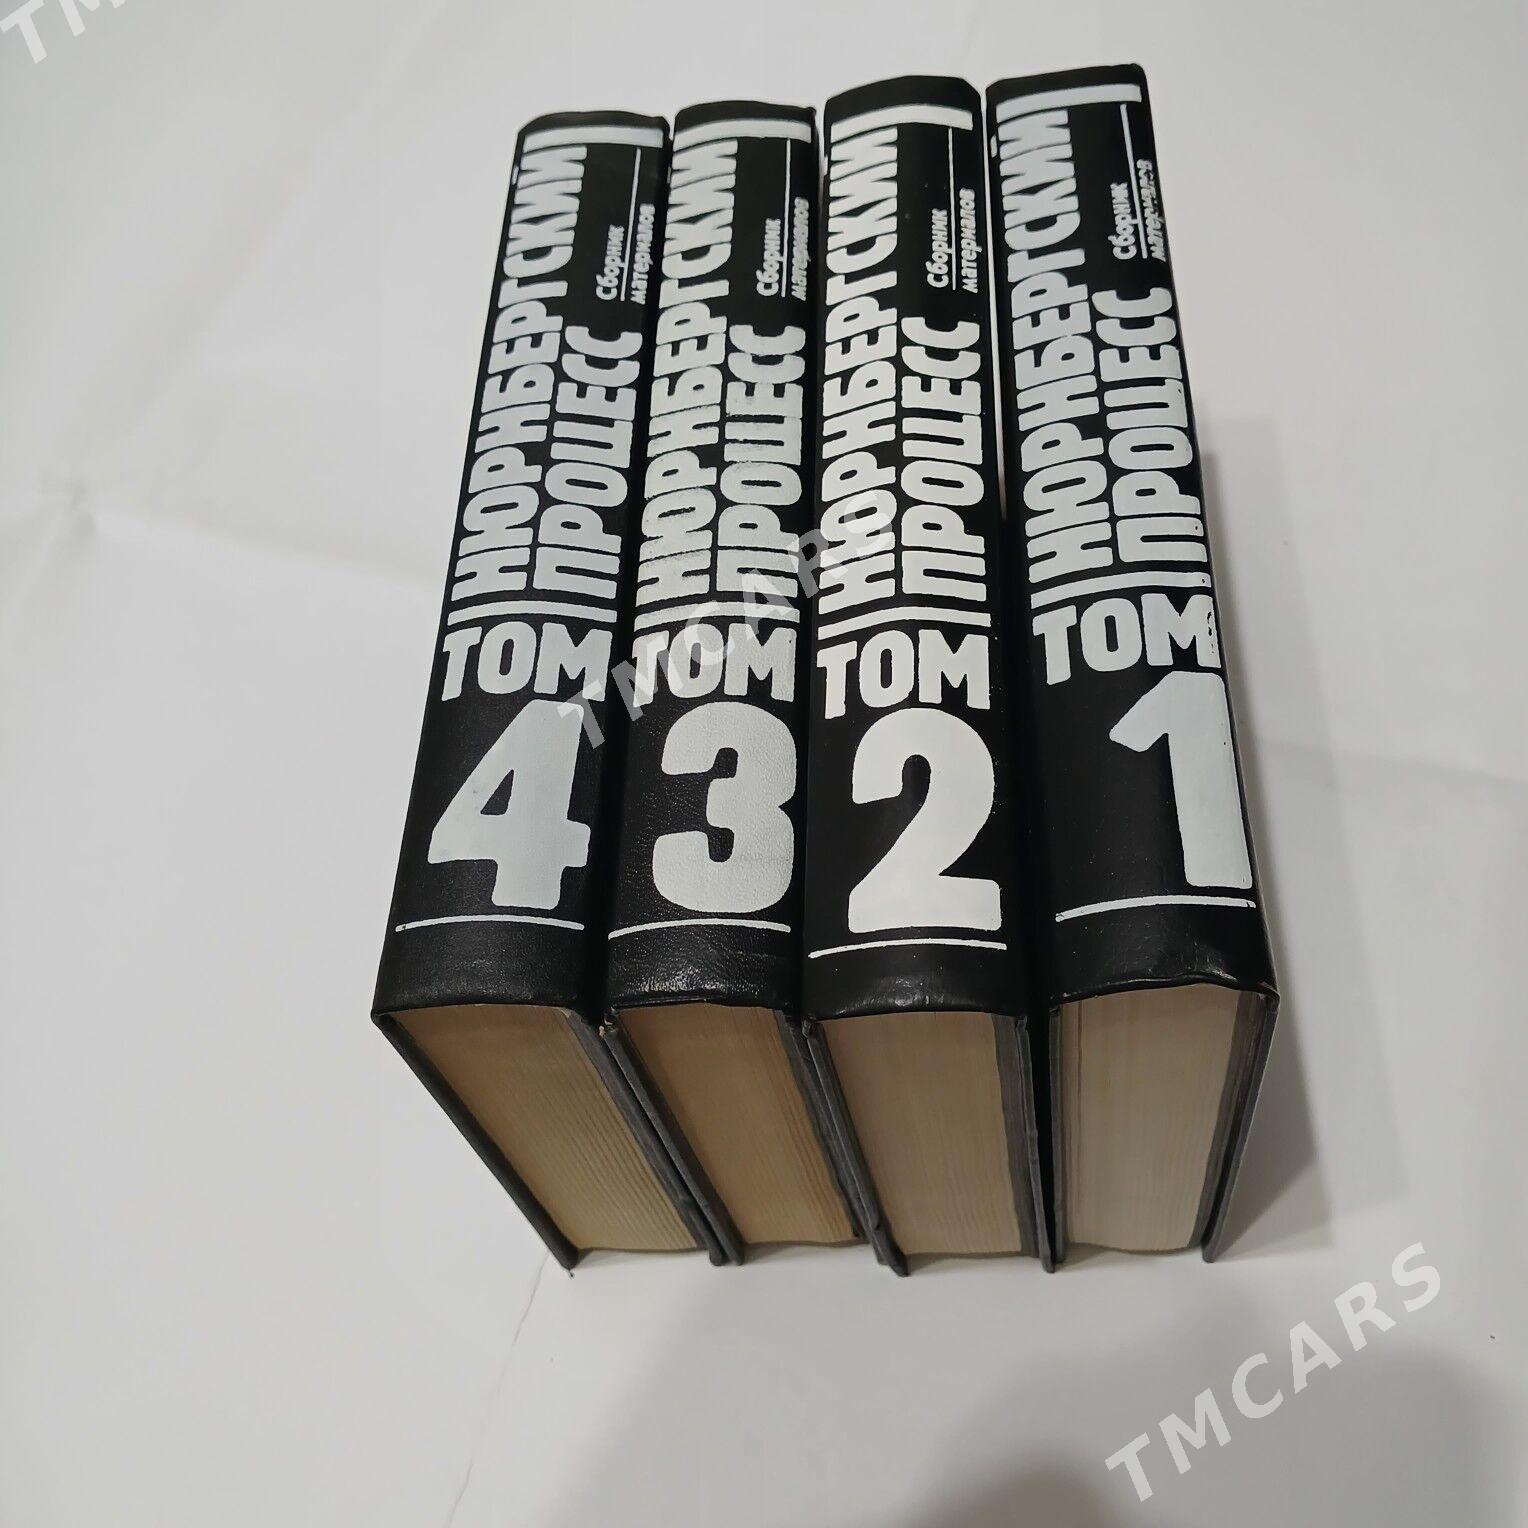 НЮРНБЕРГСКИЙ
ПРОЦЕСС
Сборник
материалов
ТОМ
4
НЮРНБЕРГСКИЙ
ПРОЦЕСС
Сборник
материалов
ТОМ
3
НЮРНБЕРГСКИЙ
ПРОЦЕСС
Сборник
материалов
ТОМ
2
НЮРНБЕРГСКИЙ
ПРОЦЕСС
Сборник
материалов
ТОМ
1
TMCARS
TMCARS
TM